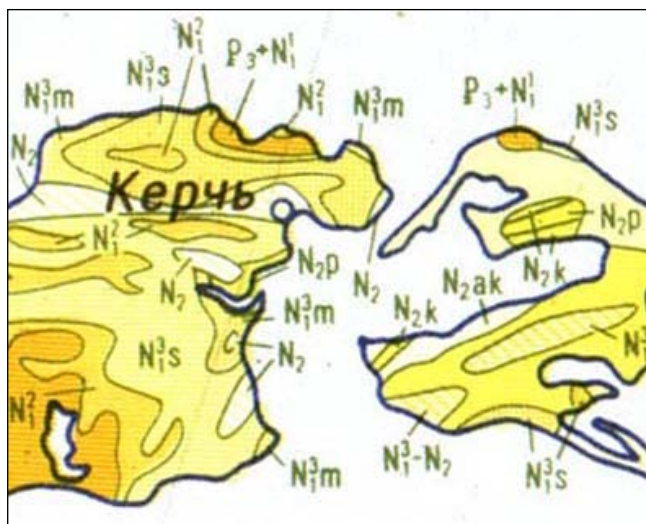 N₁²
P₃+N₁¹
N₁³s
N₁²
N₁³m
N₁³m
P₃+N₁¹
N₁³s
N₂
Керчь
N₁²
N₂
N₂p
N₂
N₂p
N₂k
N₂ak
N₂k
N₁³m
N₁³s
N₂
N₁²
N₁³-N₂
N₁³s
N₁³m